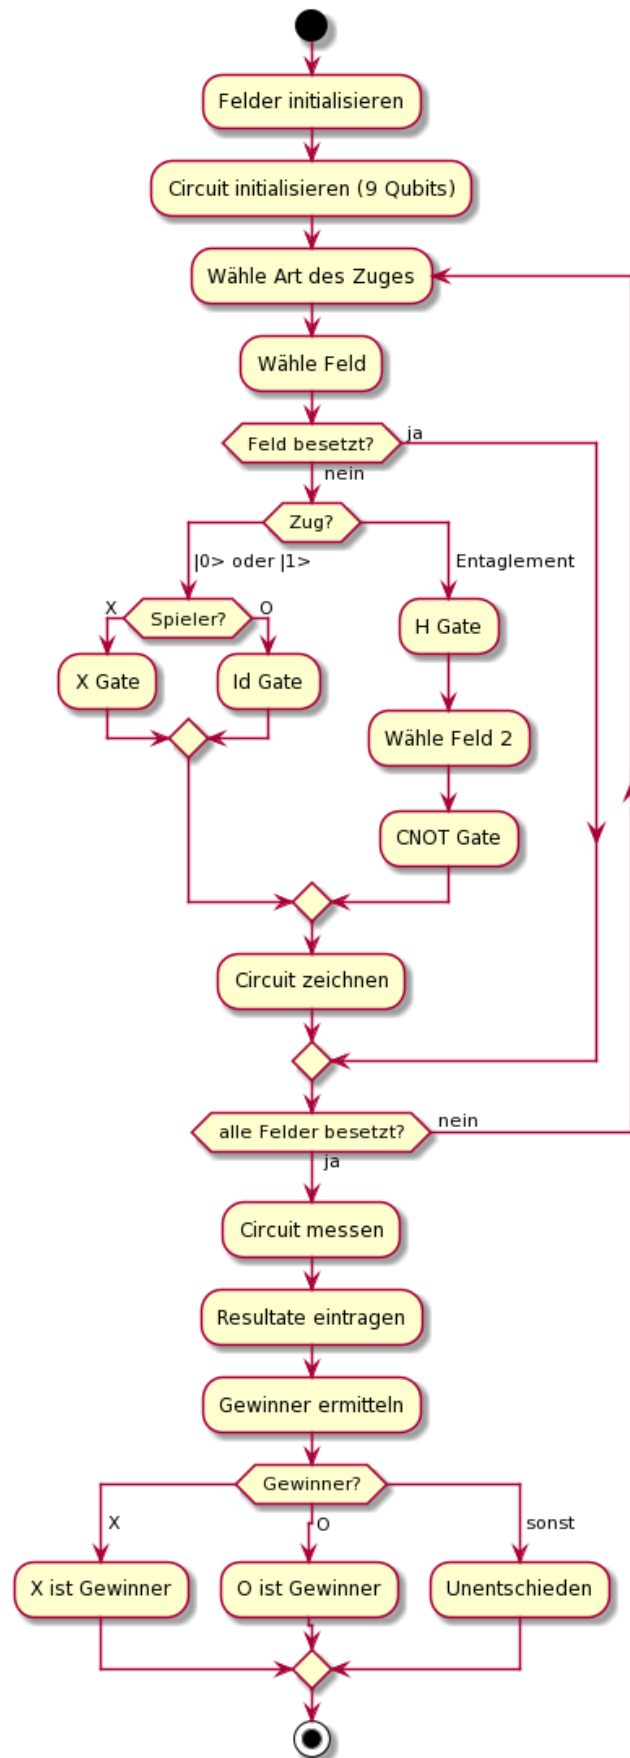 Felder initialisieren
Circuit initialisieren (9 Qubits)
Wähle Art des Zuges
Wähle Feld
Feld besetzt?
ja
nein
Zug?
|0> oder |1>
Entaglement
Spieler?
X
O
X Gate
Id Gate
H Gate
Wähle Feld 2
CNOT Gate
Circuit zeichnen
alle Felder besetzt?
nein
ja
Circuit messen
Resultate eintragen
Gewinner ermitteln
Gewinner?
X
O
sonst
X ist Gewinner
O ist Gewinner
Unentschieden